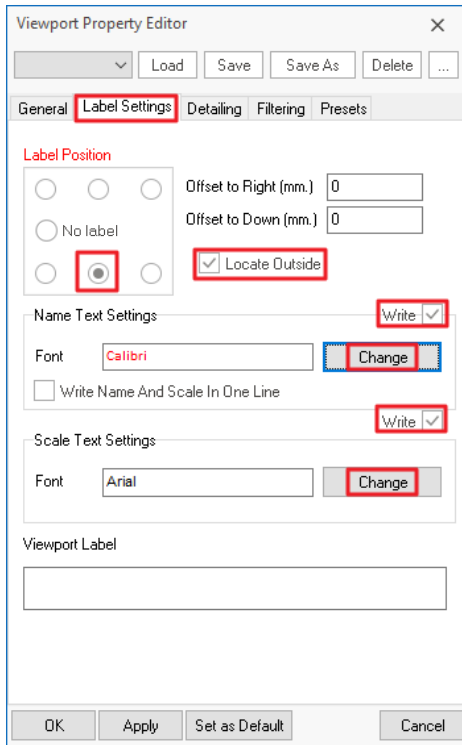 Viewport Property Editor
Load Save Save As Delete ...
General Label Settings Detailing Filtering Presets
Label Position
Offset to Right (mm.) 0
No label
Offset to Down (mm.) 0
Locate Outside
Name Text Settings Write
Font Calibri Change
Write Name And Scale In One Line
Write
Scale Text Settings
Font Arial Change
Viewport Label
OK Apply Set as Default Cancel